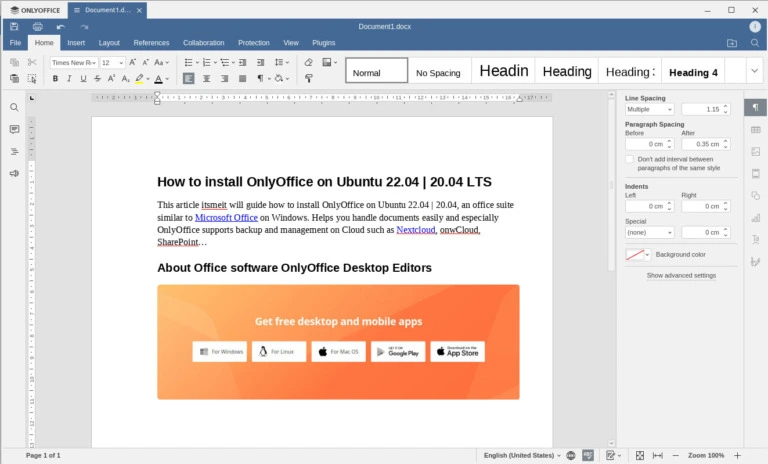 ONLYOFFICE
Document1.d...
Document1.docx
File Home Insert Layout References Collaboration Protection View Plugins
Times New R 12 Aa
B I U S A² A₂ A
Normal
No Spacing
Headin
Heading
Heading :
Heading 4
Line Spacing
Multiple 1.15
Paragraph Spacing
Before After
0 cm 0.35 cm
Don't add interval between
paragraphs of the same style
Indents
Left Right
0 cm 0 cm
Special
(none) 0 cm
Background color
Show advanced settings
How to install OnlyOffice on Ubuntu 22.04 | 20.04 LTS
This article itsmeit will guide how to install OnlyOffice on Ubuntu 22.04 | 20.04, an office suite
similar to Microsoft Office on Windows. Helps you handle documents easily and especially
OnlyOffice supports backup and management on Cloud such as Nextcloud, onwCloud,
SharePoint…
About Office software OnlyOffice Desktop Editors
Get free desktop and mobile apps
For Windows
For Linux
For Mac OS
GET IT ON
Google Play
Download on the
App Store
Page 1 of 1
English (United States)
Zoom 100%